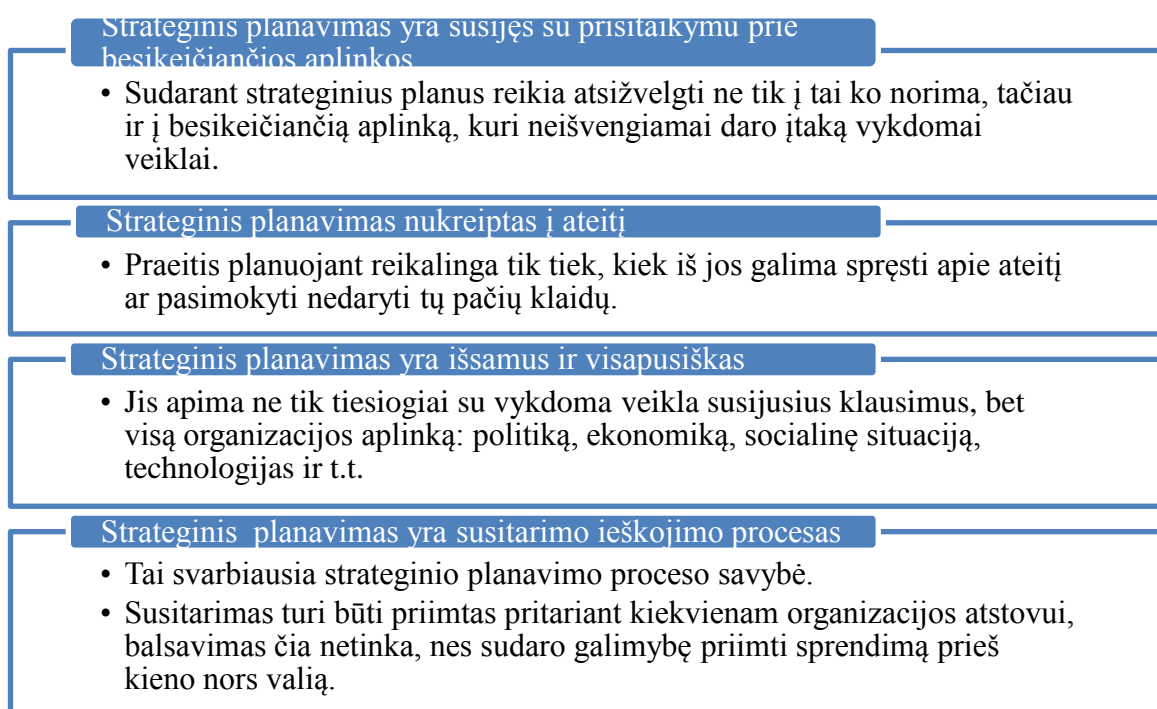 Strateginis planavimas yra susijęs su prisitaikymu prie
besikeičiančios aplinkos
• Sudarant strateginius planus reikia atsižvelgti ne tik į tai ko norima, tačiau
ir į besikeičiančią aplinką, kuri neišvengiamai daro įtaką vykdomai
veiklai.
Strateginis planavimas nukreiptas į ateitį
• Praeitis planuojant reikalinga tik tiek, kiek iš jos galima spręsti apie ateitį
ar pasimokyti nedaryti tų pačių klaidų.
Strateginis planavimas yra išsamus ir visapusiškas
• Jis apima ne tik tiesiogiai su vykdoma veikla susijusius klausimus, bet
visą organizacijos aplinką: politiką, ekonomiką, socialinę situaciją,
technologijas ir t.t.
Strateginis  planavimas yra susitarimo ieškojimo procesas
• Tai svarbiausia strateginio planavimo proceso savybė.
• Susitarimas turi būti priimtas pritariant kiekvienam organizacijos atstovui,
balsavimas čia netinka, nes sudaro galimybę priimti sprendimą prieš
kieno nors valią.